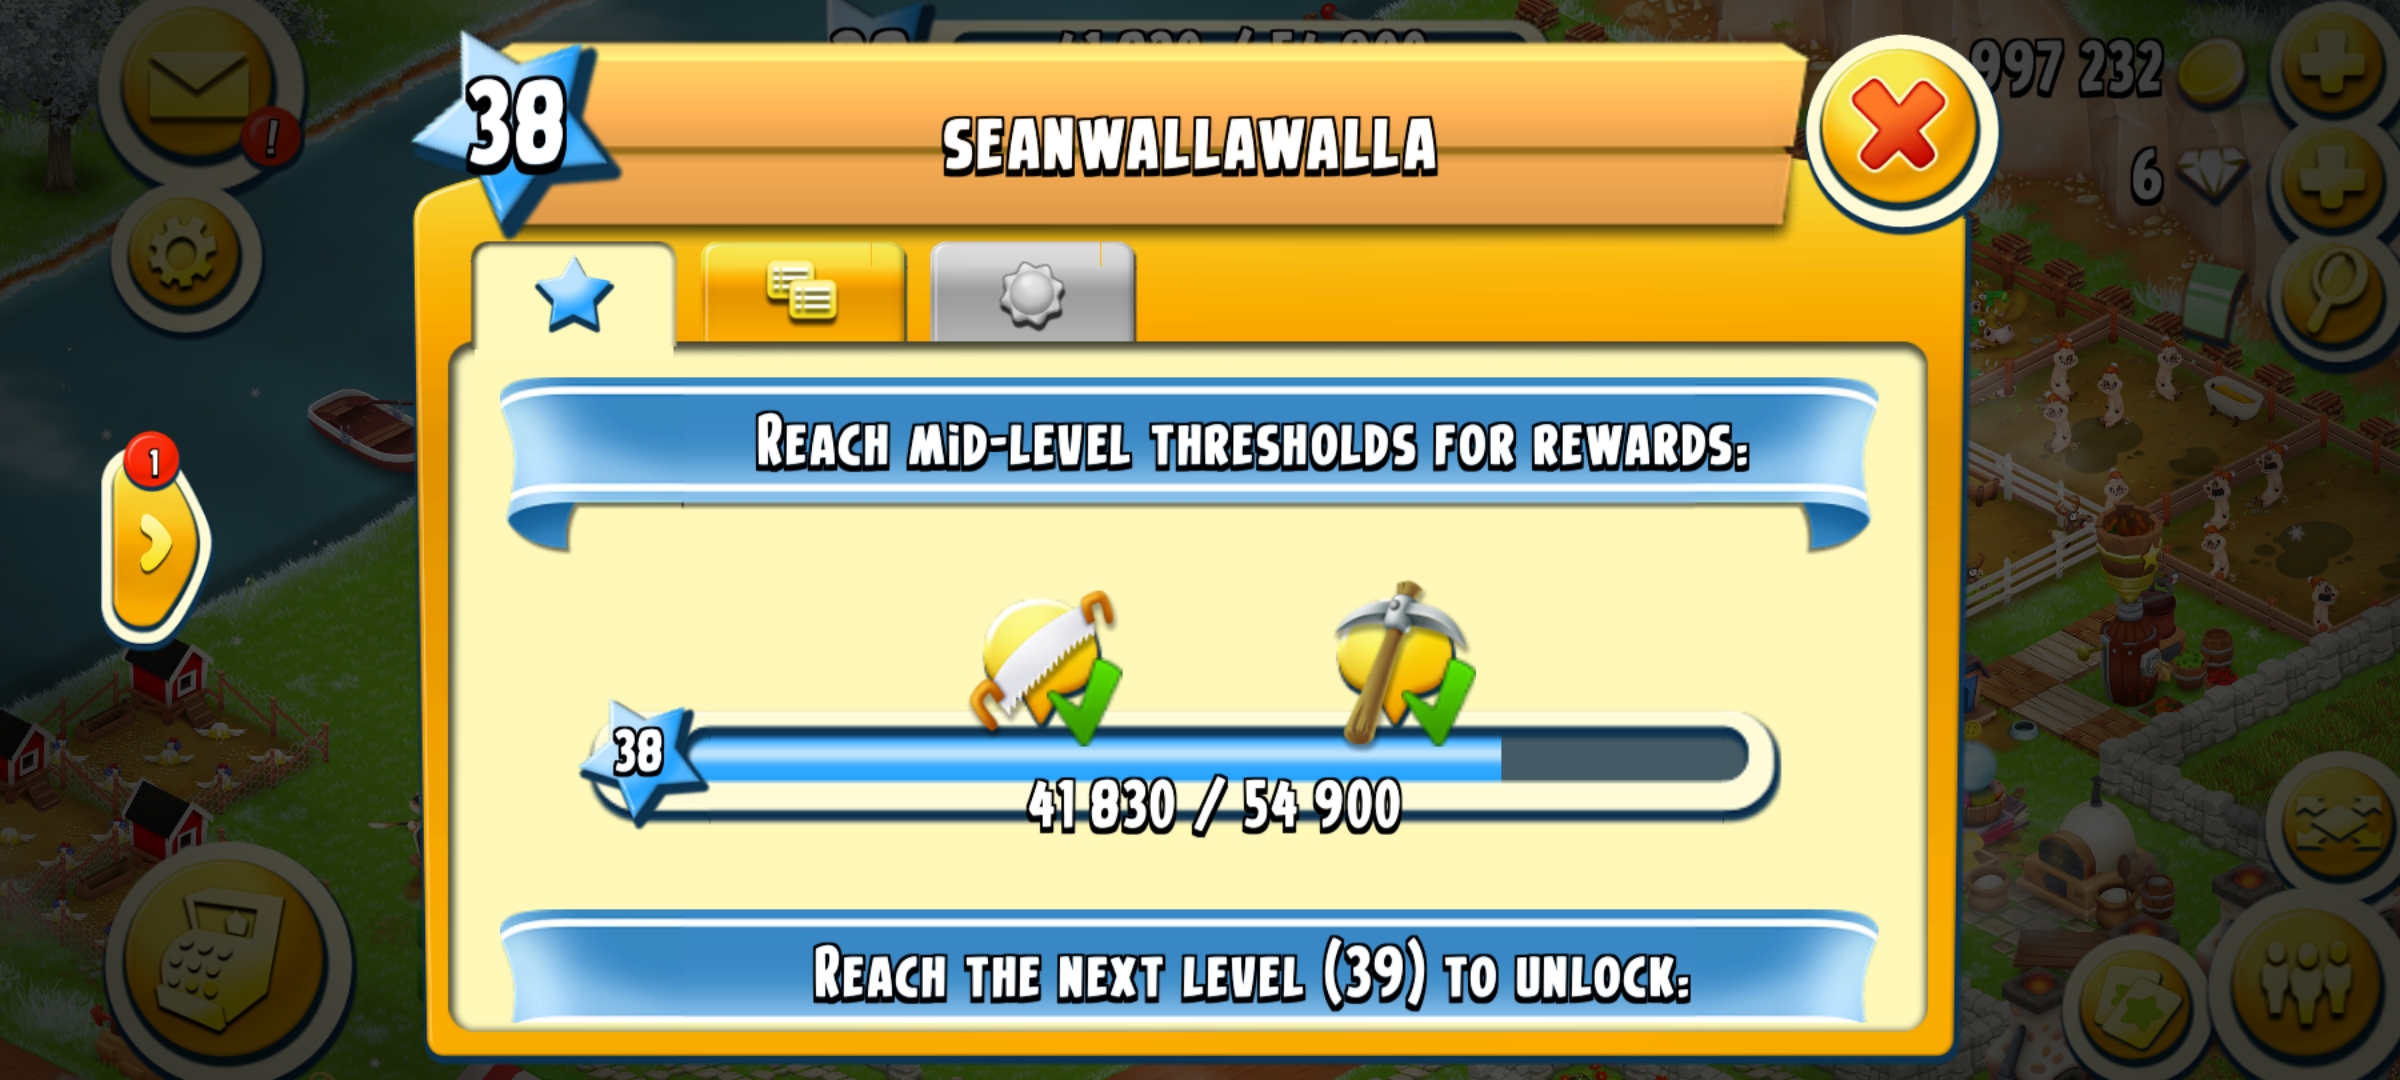 38
SEANWALLAWALLA
997 232
6
!
1
REACH MiD-LEVEL THRESHOLDS FOR REWARDS:
38
41 830 / 54 900
REACH THE NEXT LEVEL (39) TO UNLOCK: